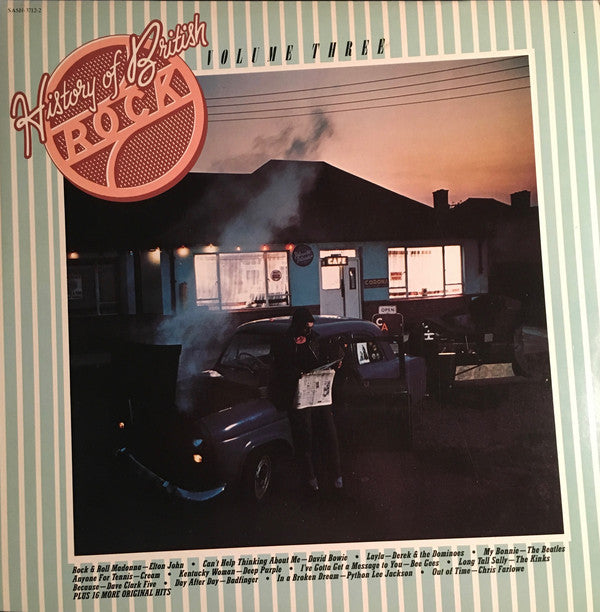 SASH-3712-2
History of British
ROCK
VOLUME THREE
CAFE
CORONA
OPEN
Rock & Roll Madonna—Elton John • Can't Help Thinking About Me—David Bowie • Layla—Derek & the Dominoes • My Bonnie—The Beatles
Anyone For Tennis—Cream • Kentucky Woman—Deep Purple • I've Gotta Get a Message to You—Bee Gees • Long Tall Sally—The Kinks
Because—Dave Clark Five • Day After Day—Badfinger • In a Broken Dream—Python Lee Jackson • Out of Time—Chris Farlowe
PLUS 16 MORE ORIGINAL HITS